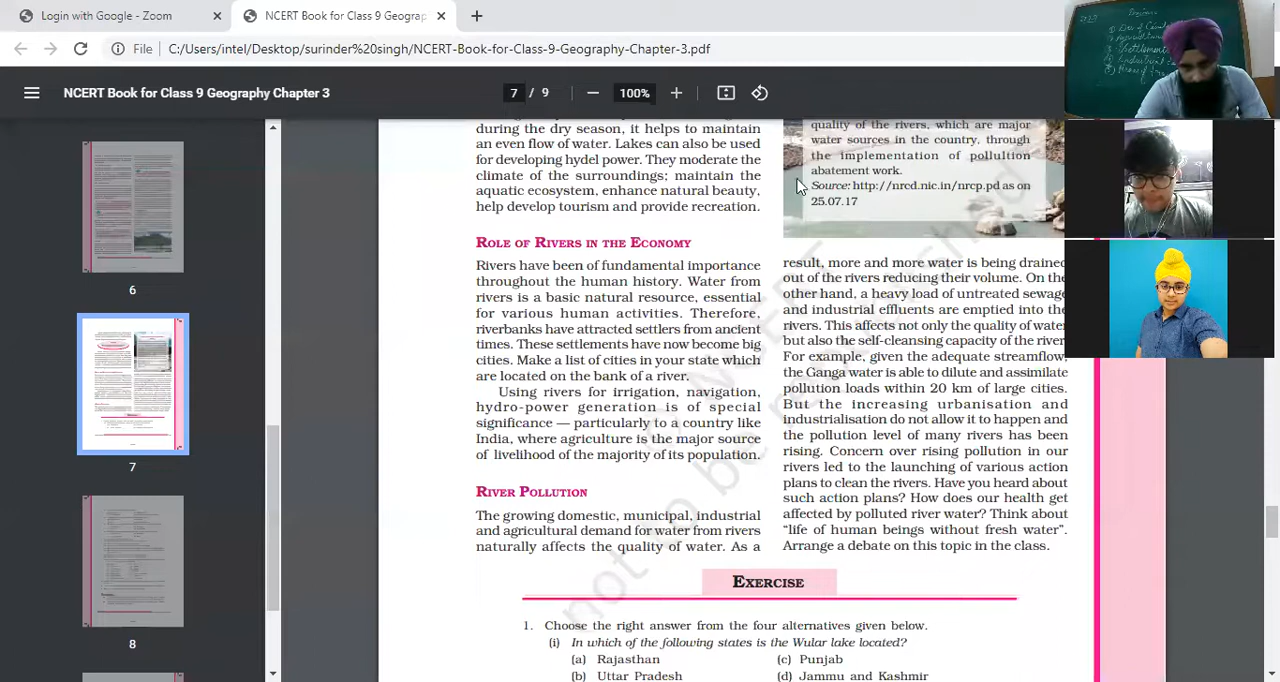 Login with Google - Zoom
NCERT Book for Class 9 Geograp
File
C:/Users/intel/Desktop/surinder%20singh/NCERT-Book-for-Class-9-Geography-Chapter-3.pdf
NCERT Book for Class 9 Geography Chapter 3
7 / 9
100%
6
7
8
during the dry season, it helps to maintain
an even flow of water. Lakes can also be used
for developing hydel power. They moderate the
climate of the surroundings; maintain the
aquatic ecosystem, enhance natural beauty,
help develop tourism and provide recreation.
ROLE OF RIVERS IN THE ECONOMY
Rivers have been of fundamental importance
throughout the human history. Water from
rivers is a basic natural resource, essential
for various human activities. Therefore,
riverbanks have attracted settlers from ancient
times. These settlements have now become big
cities. Make a list of cities in your state which
are located on the bank of a river.
Using rivers for irrigation, navigation,
hydro-power generation is of special
significance — particularly to a country like
India, where agriculture is the major source
of livelihood of the majority of its population.
RIVER POLLUTION
The growing domestic, municipal, industrial
and agricultural demand for water from rivers
naturally affects the quality of water. As a
quality of the rivers, which are major
water sources in the country, through
the implementation of pollultion
abatement work.
Source: http://nrcd.nic.in/nrcp.pd as on
25.07.17
result, more and more water is being drained
out of the rivers reducing their volume. On the
other hand, a heavy load of untreated sewage
and industrial effluents are emptied into the
rivers. This affects not only the quality of water
but also the self-cleansing capacity of the river.
For example, given the adequate streamflow,
the Ganga water is able to dilute and assimilate
pollution loads within 20 km of large cities.
But the increasing urbanisation and
industrialisation do not allow it to happen and
the pollution level of many rivers has been
rising. Concern over rising pollution in our
rivers led to the launching of various action
plans to clean the rivers. Have you heard about
such action plans? How does our health get
affected by polluted river water? Think about
“life of human beings without fresh water”.
Arrange a debate on this topic in the class.
EXERCISE
1. Choose the right answer from the four alternatives given below.
(i) In which of the following states is the Wular lake located?
(a) Rajasthan (c) Punjab
(b) Uttar Pradesh (d) Jammu and Kashmir